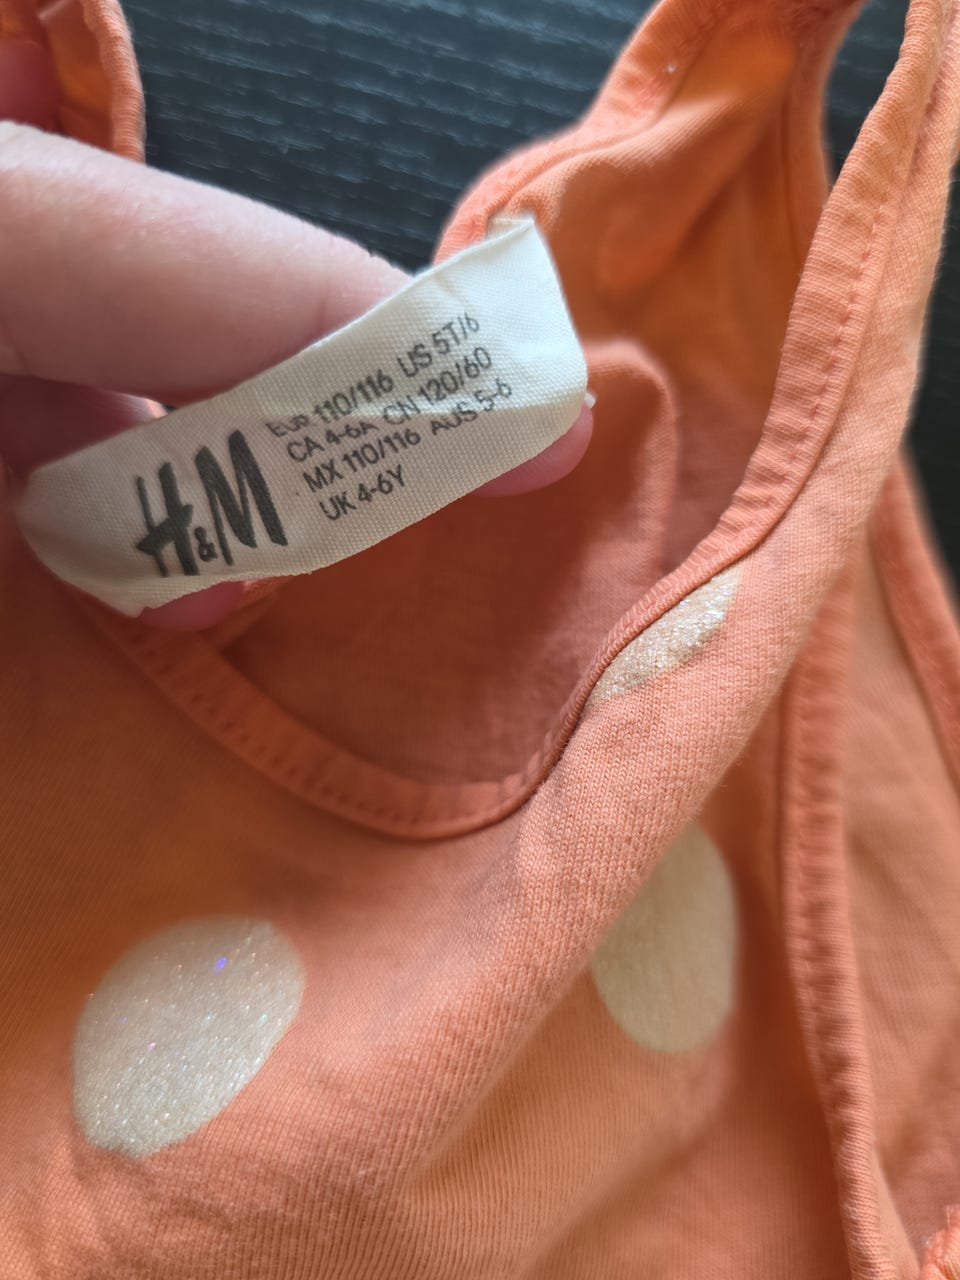 H&M
EUR 110/116 US 5T/6
CA 4-6A CN 120/60
MX 110/116 AUS 5-6
UK 4-6Y